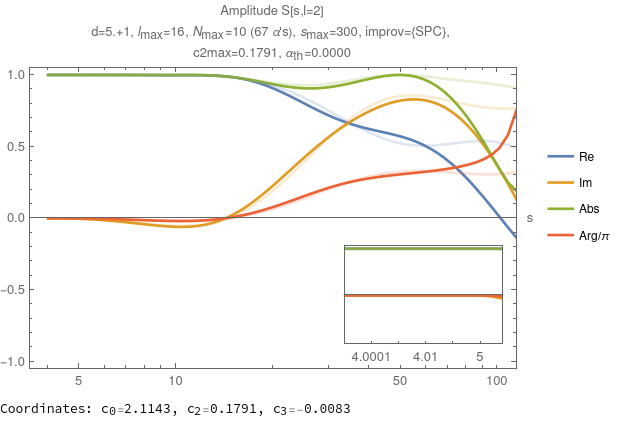 Amplitude S[s,l=2]
d=5.+1, lmax=16, Nmax=10 (67 α's), smax=300, improv={SPC},
c2max=0.1791, αth=0.0000
1.0
0.5
0.0
−0.5
−1.0
s
5 10 50 100
4.0001 4.01 5
Re
Im
Abs
Arg/π
Coordinates: c0=2.1143, c2=0.1791, c3=-0.0083